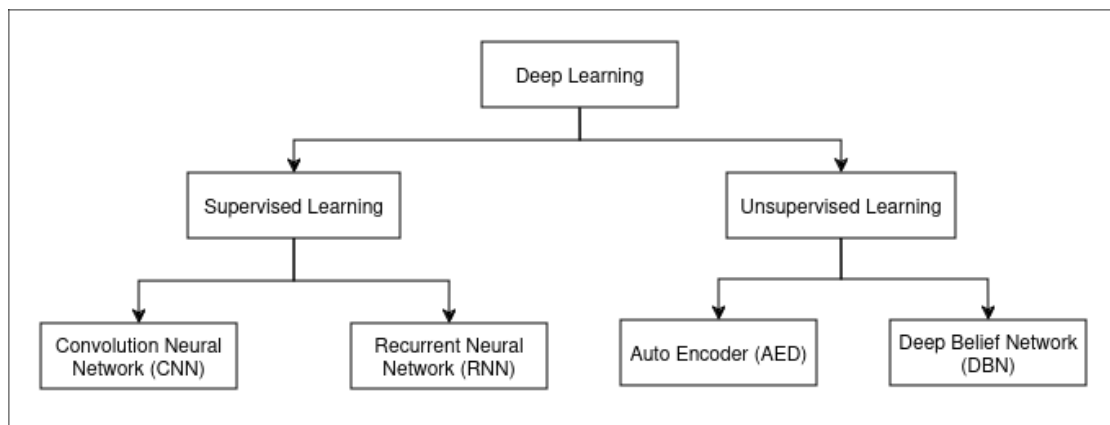 Deep Learning
Supervised Learning
Unsupervised Learning
Convolution Neural
Network (CNN)
Recurrent Neural
Network (RNN)
Auto Encoder (AED)
Deep Belief Network
(DBN)